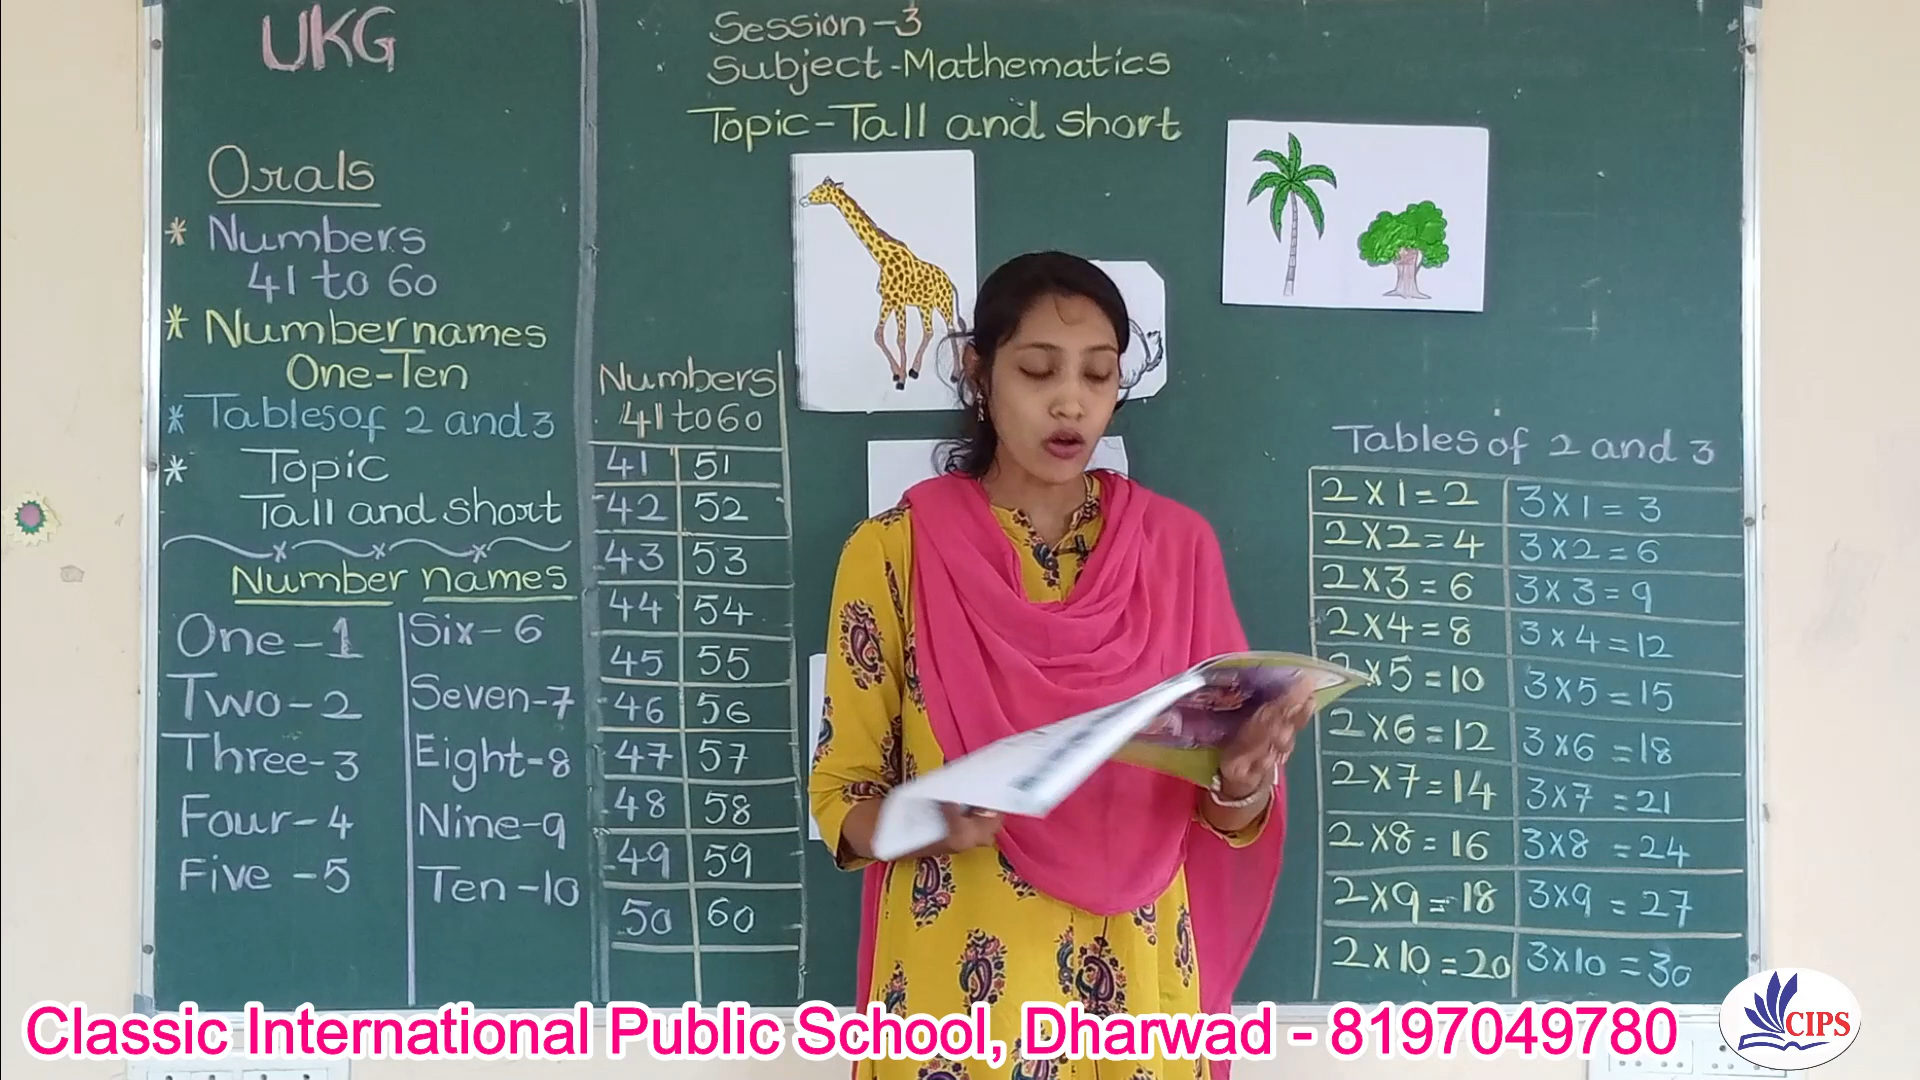 UKG
Orals
* Numbers
41 to 60
* Number names
One-Ten
* Tables of 2 and 3
* Topic
Tall and short
Number names
One-1
Two-2
Three-3
Four-4
Five-5
Six-6
Seven-7
Eight-8
Nine-9
Ten-10
Session-3
Subject-Mathematics
Topic-Tall and short
Numbers
41 to 60
41 51
42 52
43 53
44 54
45 55
46 56
47 57
48 58
49 59
50 60
Tables of 2 and 3
2x1=2 3x1=3
2x2=4 3x2=6
2x3=6 3x3=9
2x4=8 3x4=12
2x5=10 3x5=15
2x6=12 3x6=18
2x7=14 3x7=21
2x8=16 3x8=24
2x9=18 3x9=27
2x10=20 3x10=30
Classic International Public School, Dharwad - 8197049780
CIPS